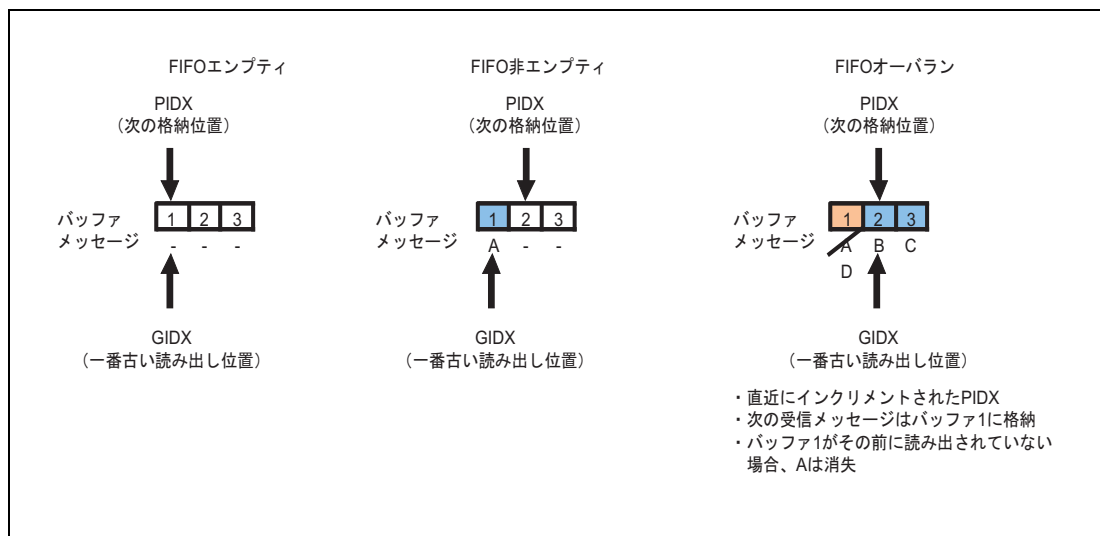 FIFOエンプティ
PIDX
(次の格納位置)
バッファ 1 2 3
メッセージ - - -
GIDX
(一番古い読み出し位置)
FIFO非エンプティ
PIDX
(次の格納位置)
バッファ 1 2 3
メッセージ A - -
GIDX
(一番古い読み出し位置)
FIFOオーバラン
PIDX
(次の格納位置)
バッファ 1 2 3
メッセージ A B C
D
GIDX
(一番古い読み出し位置)
・直近にインクリメントされたPIDX
・次の受信メッセージはバッファ1に格納
・バッファ1がその前に読み出されていない
場合、Aは消失